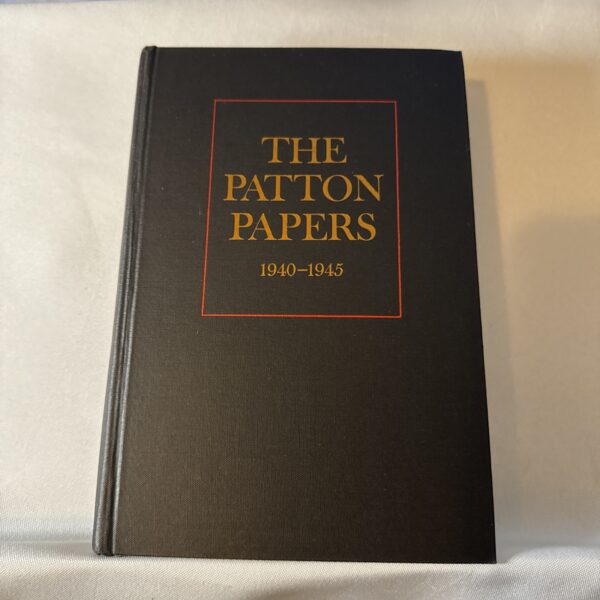 THE
PATTON
PAPERS
1940–1945